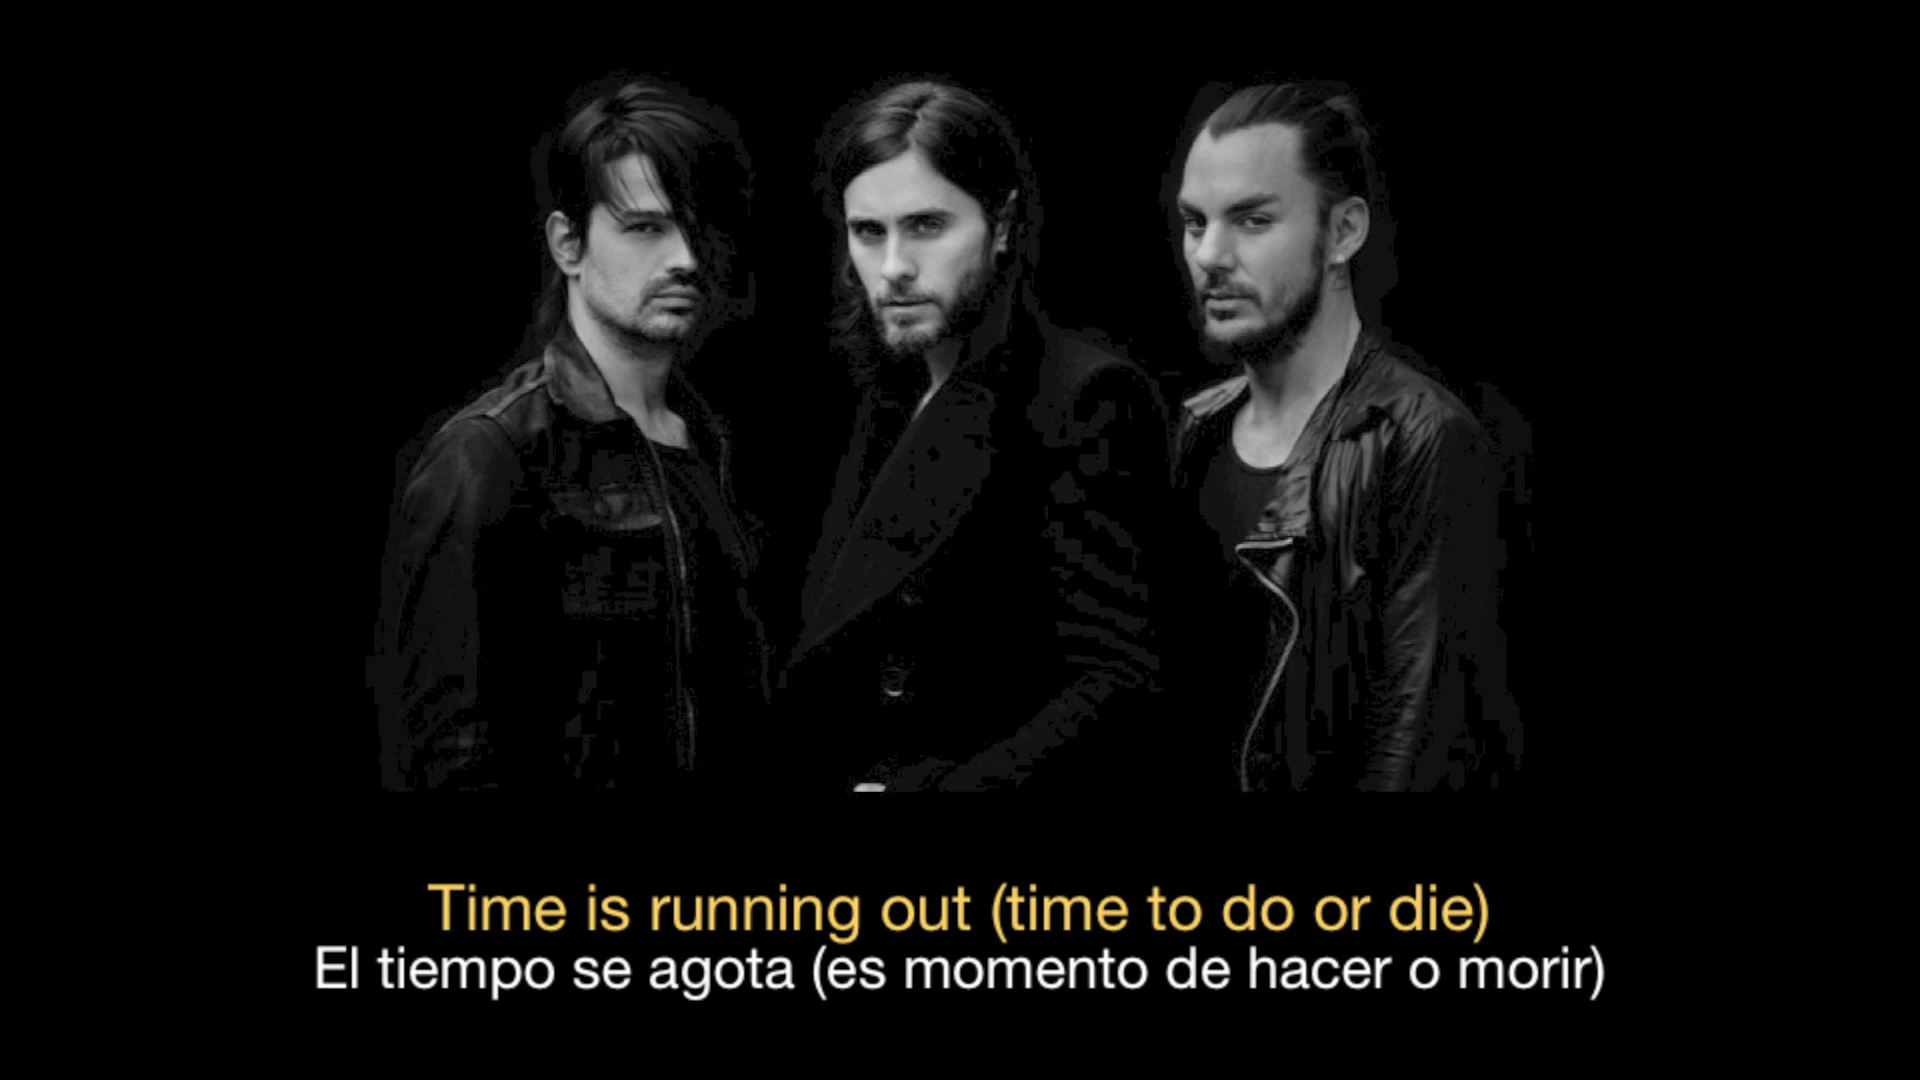 Time is running out (time to do or die)
El tiempo se agota (es momento de hacer o morir)